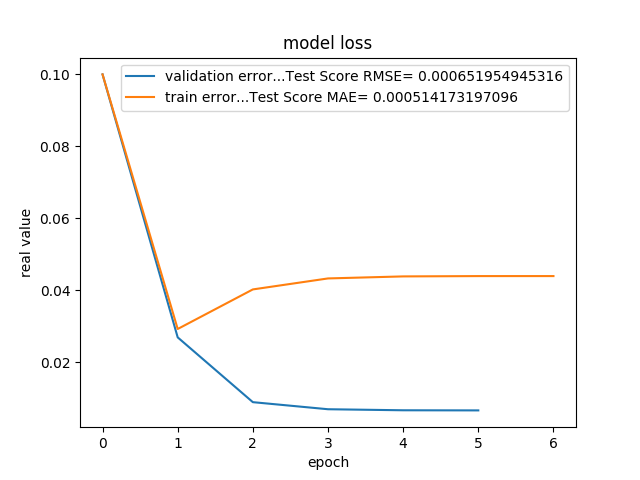 model loss
validation error...Test Score RMSE= 0.000651954945316
train error...Test Score MAE= 0.000514173197096
real value
0.10
0.08
0.06
0.04
0.02
0 1 2 3 4 5 6
epoch